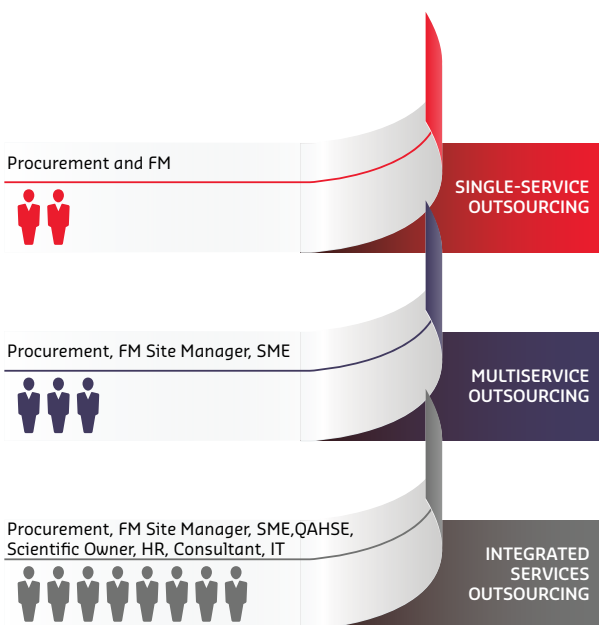 Procurement and FM
SINGLE-SERVICE
OUTSOURCING
Procurement, FM Site Manager, SME
MULTISERVICE
OUTSOURCING
Procurement, FM Site Manager, SME,QAHSE,
Scientific Owner, HR, Consultant, IT
INTEGRATED
SERVICES
OUTSOURCING